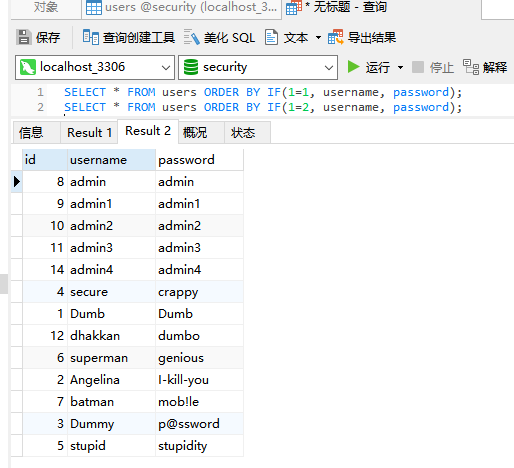 对象 users @security (localhost_3... * 无标题 - 查询
保存 查询创建工具 美化 SQL 文本 导出结果
localhost_3306 security 运行 停止 解释
1 SELECT * FROM users ORDER BY IF(1=1, username, password);
2 SELECT * FROM users ORDER BY IF(1=2, username, password);
信息 Result 1 Result 2 概况 状态
id username password
8 admin admin
9 admin1 admin1
10 admin2 admin2
11 admin3 admin3
14 admin4 admin4
4 secure crappy
1 Dumb Dumb
12 dhakkan dumbo
6 superman genious
2 Angelina I-kill-you
7 batman mob!le
3 Dummy p@ssword
5 stupid stupidity